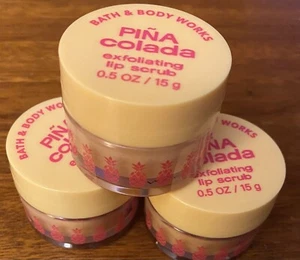 BATH & BODY WORKS
PIÑA
colada
exfoliating
lip scrub
0.5 OZ / 15 g
BATH & BODY WORKS
PIÑA
colada
BODY WORKS
PIÑA
colada
exfoliating
lip scrub
0.5 OZ / 15 g